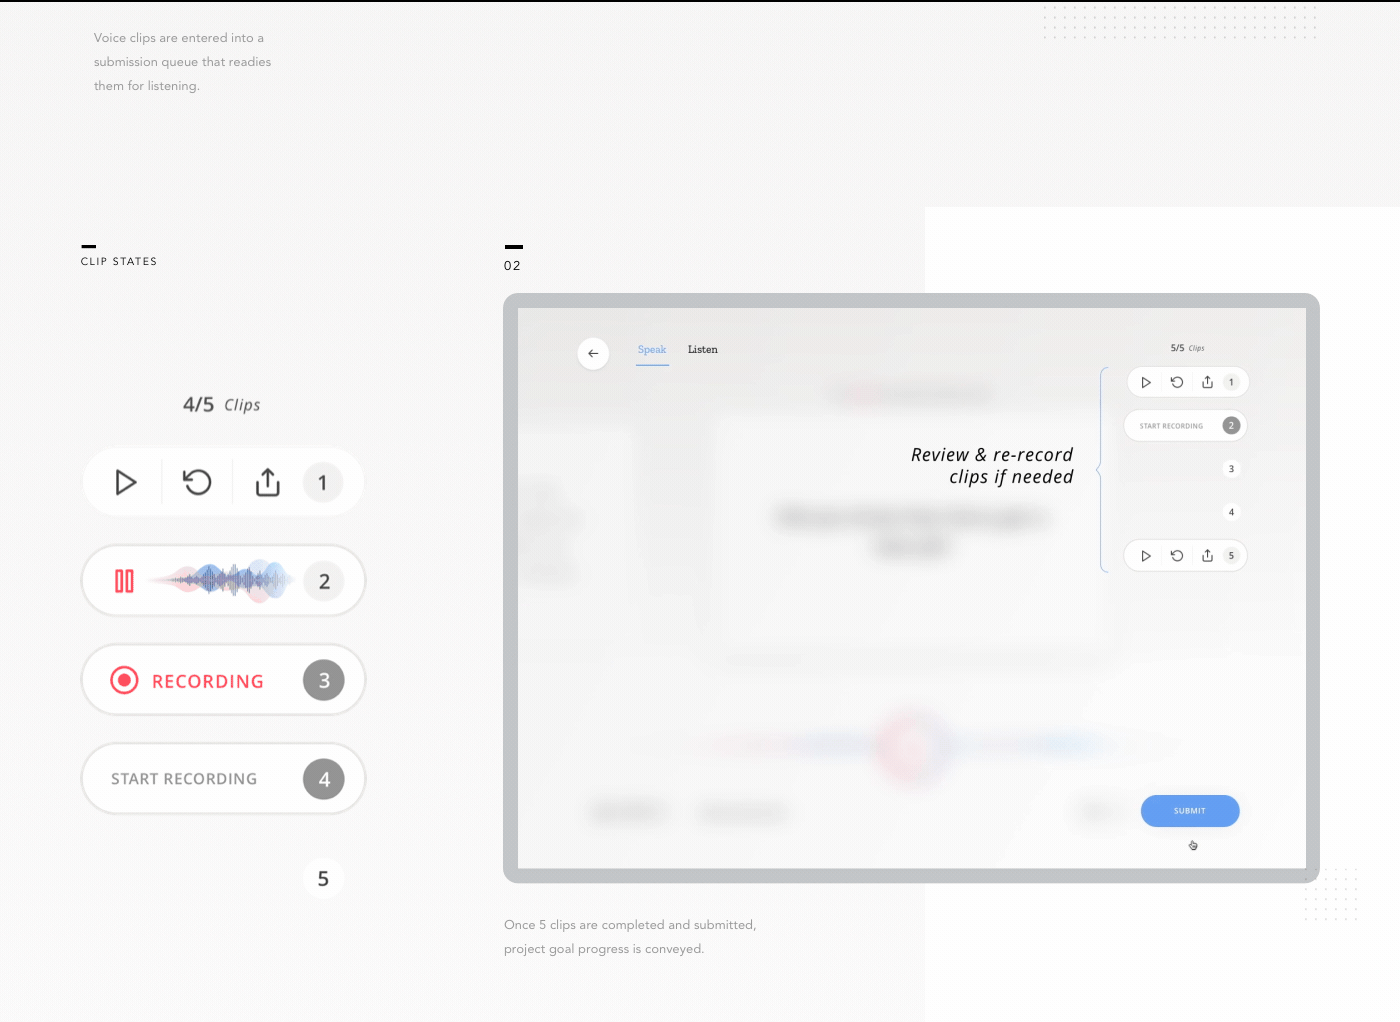 Voice clips are entered into a
submission queue that readies
them for listening.
CLIP STATES
4/5 Clips
1
2
RECORDING 3
START RECORDING 4
5
02
Speak Listen
5/5 Clips
1
START RECORDING 2
3
4
5
Review & re-record
clips if needed
SUBMIT
Once 5 clips are completed and submitted,
project goal progress is conveyed.